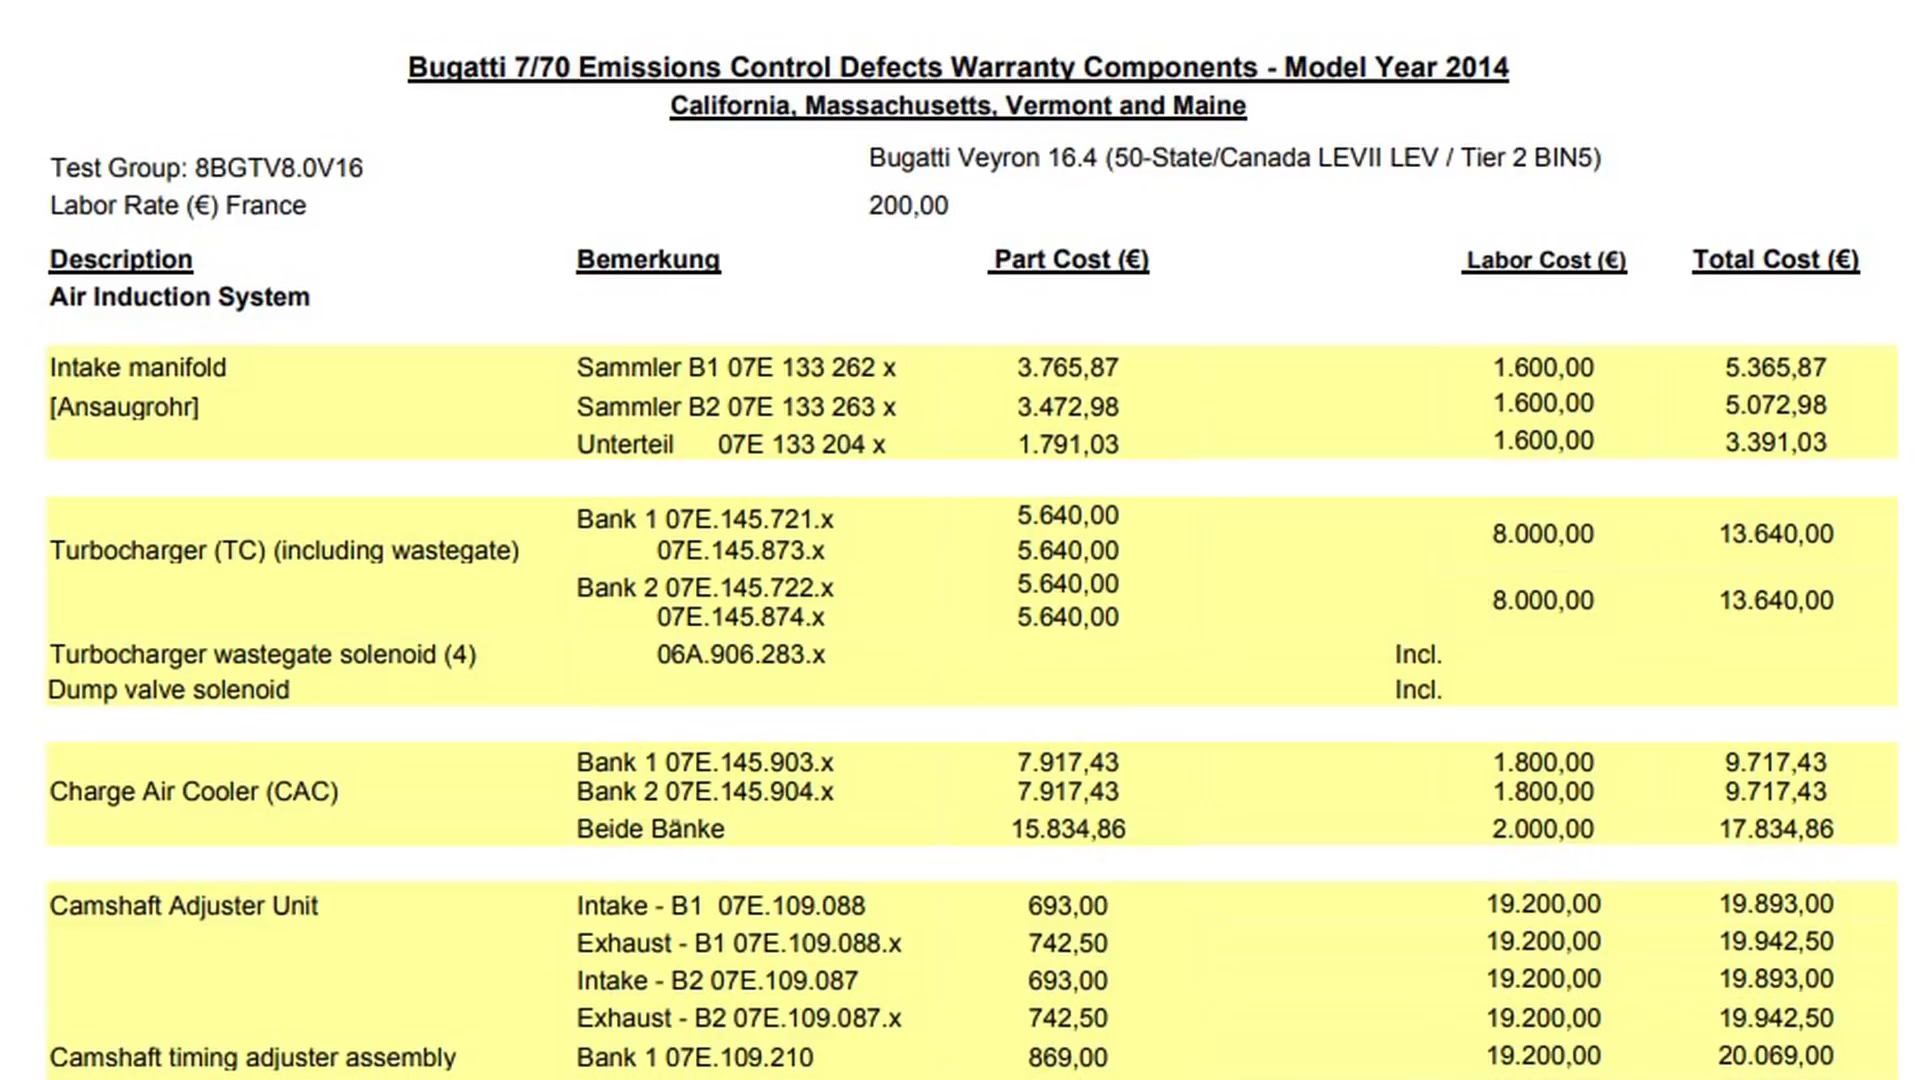 Bugatti 7/70 Emissions Control Defects Warranty Components - Model Year 2014
California, Massachusetts, Vermont and Maine
Test Group: 8BGTV8.0V16 Bugatti Veyron 16.4 (50-State/Canada LEVII LEV / Tier 2 BIN5)
Labor Rate (€) France 200,00
Description Bemerkung Part Cost (€) Labor Cost (€) Total Cost (€)
Air Induction System
Intake manifold Sammler B1 07E 133 262 x 3.765,87 1.600,00 5.365,87
[Ansaugrohr] Sammler B2 07E 133 263 x 3.472,98 1.600,00 5.072,98
Unterteil 07E 133 204 x 1.791,03 1.600,00 3.391,03
Bank 1 07E.145.721.x 5.640,00 8.000,00 13.640,00
Turbocharger (TC) (including wastegate) 07E.145.873.x 5.640,00
Bank 2 07E.145.722.x 5.640,00 8.000,00 13.640,00
07E.145.874.x 5.640,00
Turbocharger wastegate solenoid (4) 06A.906.283.x Incl.
Dump valve solenoid Incl.
Bank 1 07E.145.903.x 7.917,43 1.800,00 9.717,43
Charge Air Cooler (CAC) Bank 2 07E.145.904.x 7.917,43 1.800,00 9.717,43
Beide Bänke 15.834,86 2.000,00 17.834,86
Camshaft Adjuster Unit Intake - B1 07E.109.088 693,00 19.200,00 19.893,00
Exhaust - B1 07E.109.088.x 742,50 19.200,00 19.942,50
Intake - B2 07E.109.087 693,00 19.200,00 19.893,00
Exhaust - B2 07E.109.087.x 742,50 19.200,00 19.942,50
Camshaft timing adjuster assembly Bank 1 07E.109.210 869,00 19.200,00 20.069,00